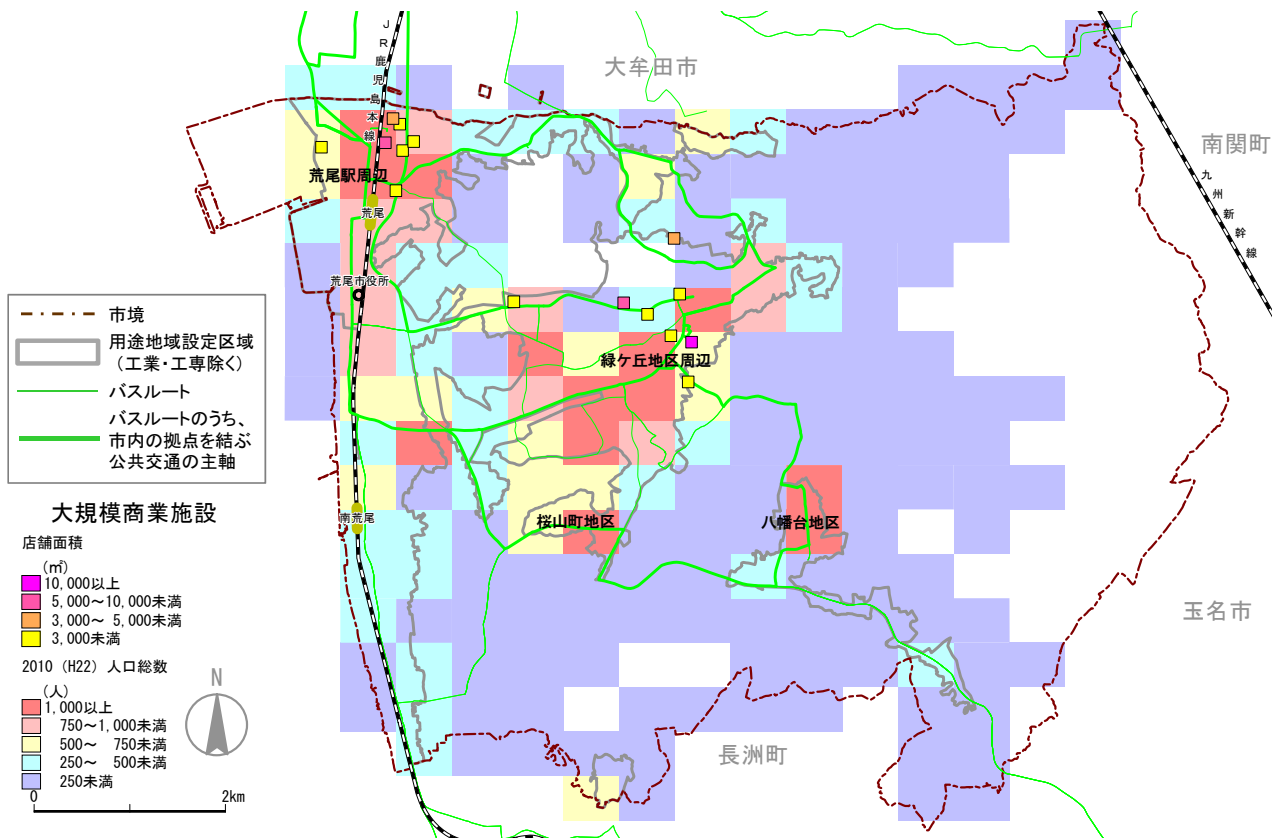 JR鹿児島本線
大牟田市
南関町
九州新幹線
荒尾駅周辺
荒尾
荒尾市役所
市境
用途地域設定区域
（工業・工専除く）
バスルート
バスルートのうち、
市内の拠点を結ぶ
公共交通の主軸
緑ケ丘地区周辺
大規模商業施設
南荒尾
桜山町地区
八幡台地区
店舗面積
（㎡）
10,000以上
5,000～10,000未満
3,000～ 5,000未満
3,000未満
玉名市
2010（H22）人口総数
（人）
1,000以上
750～1,000未満
500～ 750未満
250～ 500未満
250未満
N
長洲町
0 2km